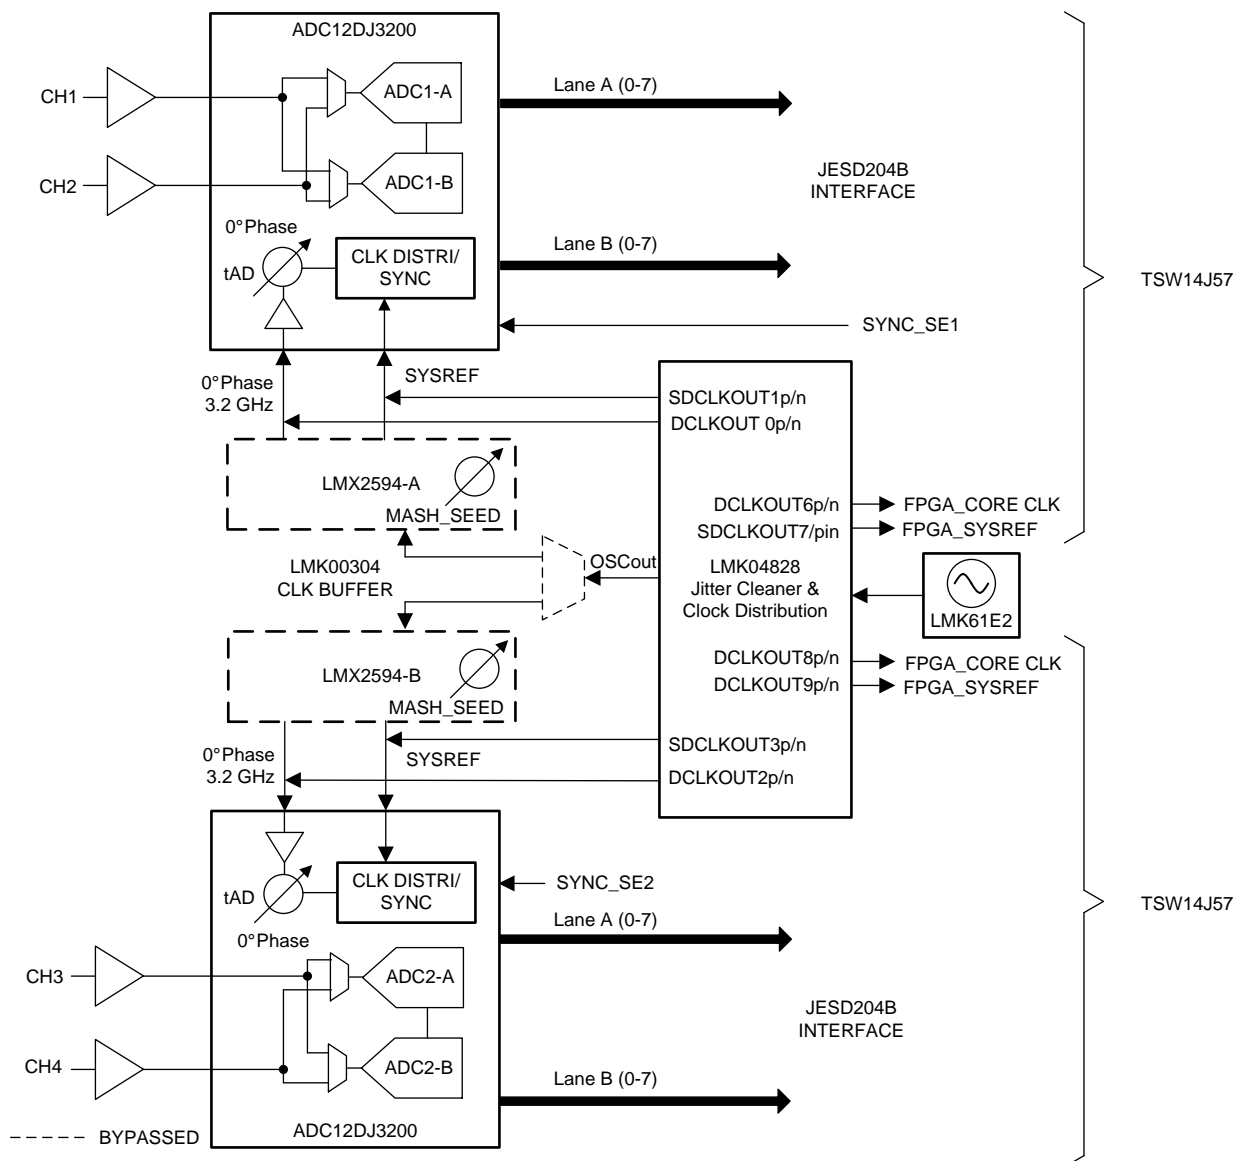 ADC12DJ3200
CH1
ADC1-A
Lane A (0-7)
CH2
ADC1-B
JESD204B
INTERFACE
0°Phase
tAD
CLK DISTRI/
SYNC
Lane B (0-7)
TSW14J57
SYNC_SE1
0°Phase
3.2 GHz
SYSREF
SDCLKOUT1p/n
DCLKOUT 0p/n
LMX2594-A
MASH_SEED
DCLKOUT6p/n
FPGA_CORE CLK
SDCLKOUT7/pin
FPGA_SYSREF
LMK00304
CLK BUFFER
OSCout
LMK04828
Jitter Cleaner &
Clock Distribution
LMK61E2
LMX2594-B
MASH_SEED
DCLKOUT8p/n
FPGA_CORE CLK
DCLKOUT9p/n
FPGA_SYSREF
0°Phase
3.2 GHz
SYSREF
SDCLKOUT3p/n
DCLKOUT2p/n
tAD
CLK DISTRI/
SYNC
SYNC_SE2
0°Phase
Lane A (0-7)
TSW14J57
CH3
ADC2-A
JESD204B
INTERFACE
CH4
ADC2-B
Lane B (0-7)
ADC12DJ3200
BYPASSED